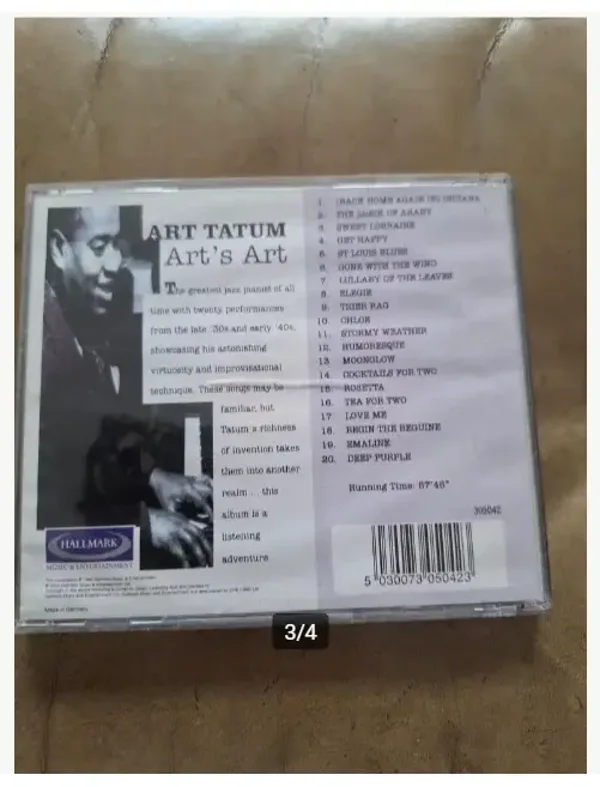 ART TATUM
Art's Art
The greatest jazz pianist of all
time with twenty performances
from the late '30s and early '40s,
showcasing his astonishing
virtuosity and improvisational
technique. These songs may be
familiar, but
Tatum's richness
of invention takes
them into another
realm ... this
album is a
listening
adventure
HALLMARK
MUSIC & ENTERTAINMENT
Made in Germany
1. (BACK HOME AGAIN IN) INDIANA
2. THE SHEIK OF ARABY
3. SWEET LORRAINE
4. GET HAPPY
5. ST LOUIS BLUES
6. GONE WITH THE WIND
7. LULLABY OF THE LEAVES
8. ELEGIE
9. TIGER RAG
10. CHLOE
11. STORMY WEATHER
12. HUMORESQUE
13. MOONGLOW
14. COCKTAILS FOR TWO
15. ROSETTA
16. TEA FOR TWO
17. LOVE ME
18. BEGIN THE BEGUINE
19. EMALINE
20. DEEP PURPLE
Running Time: 57'46"
305042
5 030073 050423
3/4